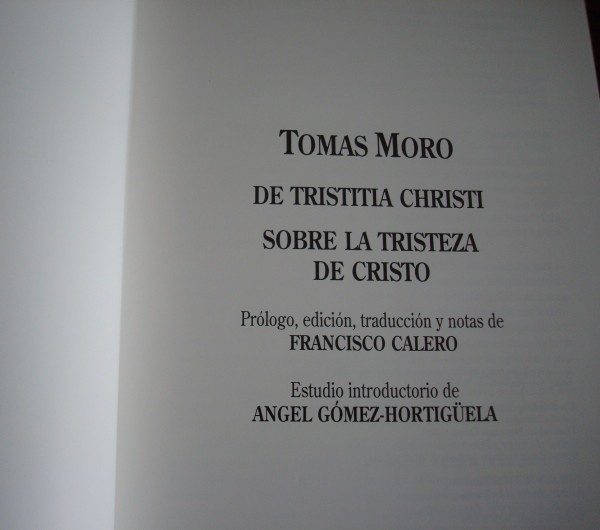 TOMAS MORO
DE TRISTITIA CHRISTI
SOBRE LA TRISTEZA
DE CRISTO
Prólogo, edición, traducción y notas de
FRANCISCO CALERO
Estudio introductorio de
ANGEL GÓMEZ-HORTIGÜELA